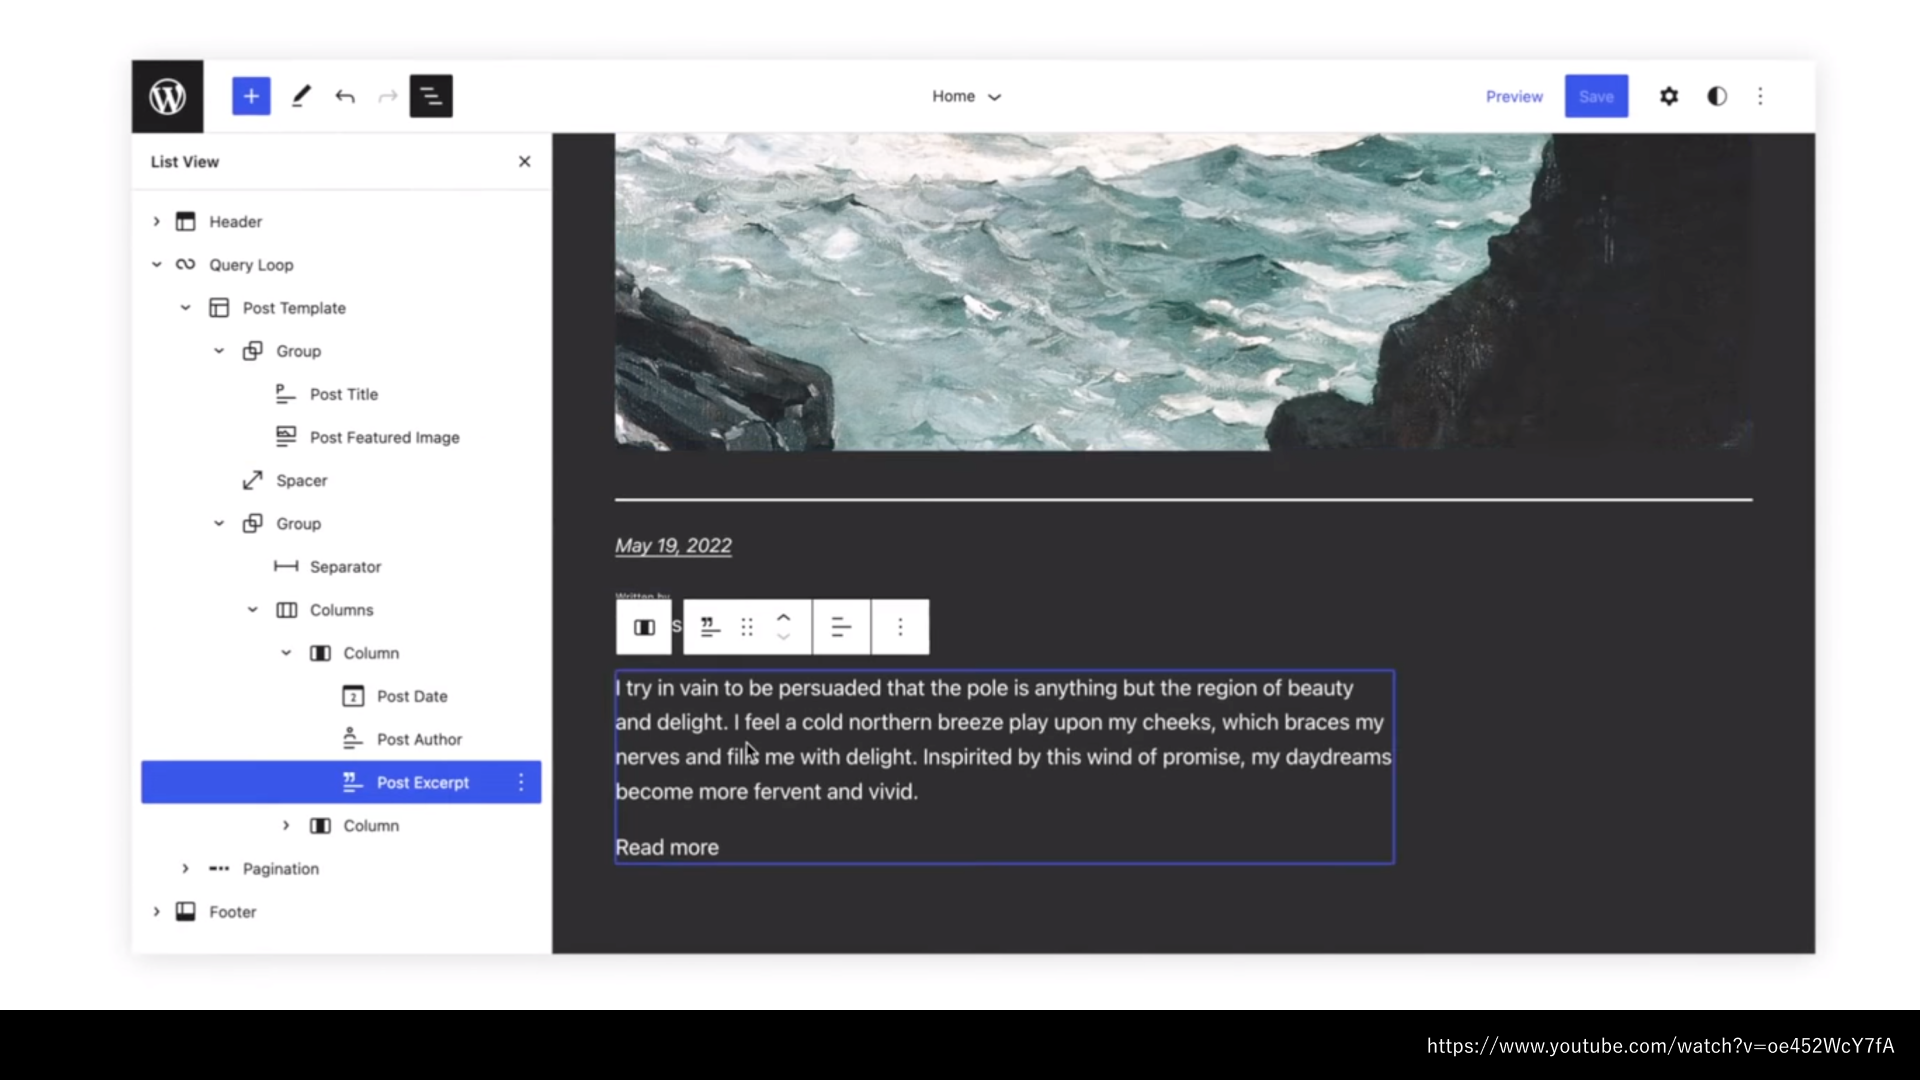 Home
Preview
Save
List View
Header
Query Loop
Post Template
Group
Post Title
Post Featured Image
Spacer
Group
Separator
Columns
Column
Post Date
Post Author
Post Excerpt
Column
Pagination
Footer
May 19, 2022
Written by
I try in vain to be persuaded that the pole is anything but the region of beauty
and delight. I feel a cold northern breeze play upon my cheeks, which braces my
nerves and fills me with delight. Inspirited by this wind of promise, my daydreams
become more fervent and vivid.
Read more
https://www.youtube.com/watch?v=oe452WcY7fA